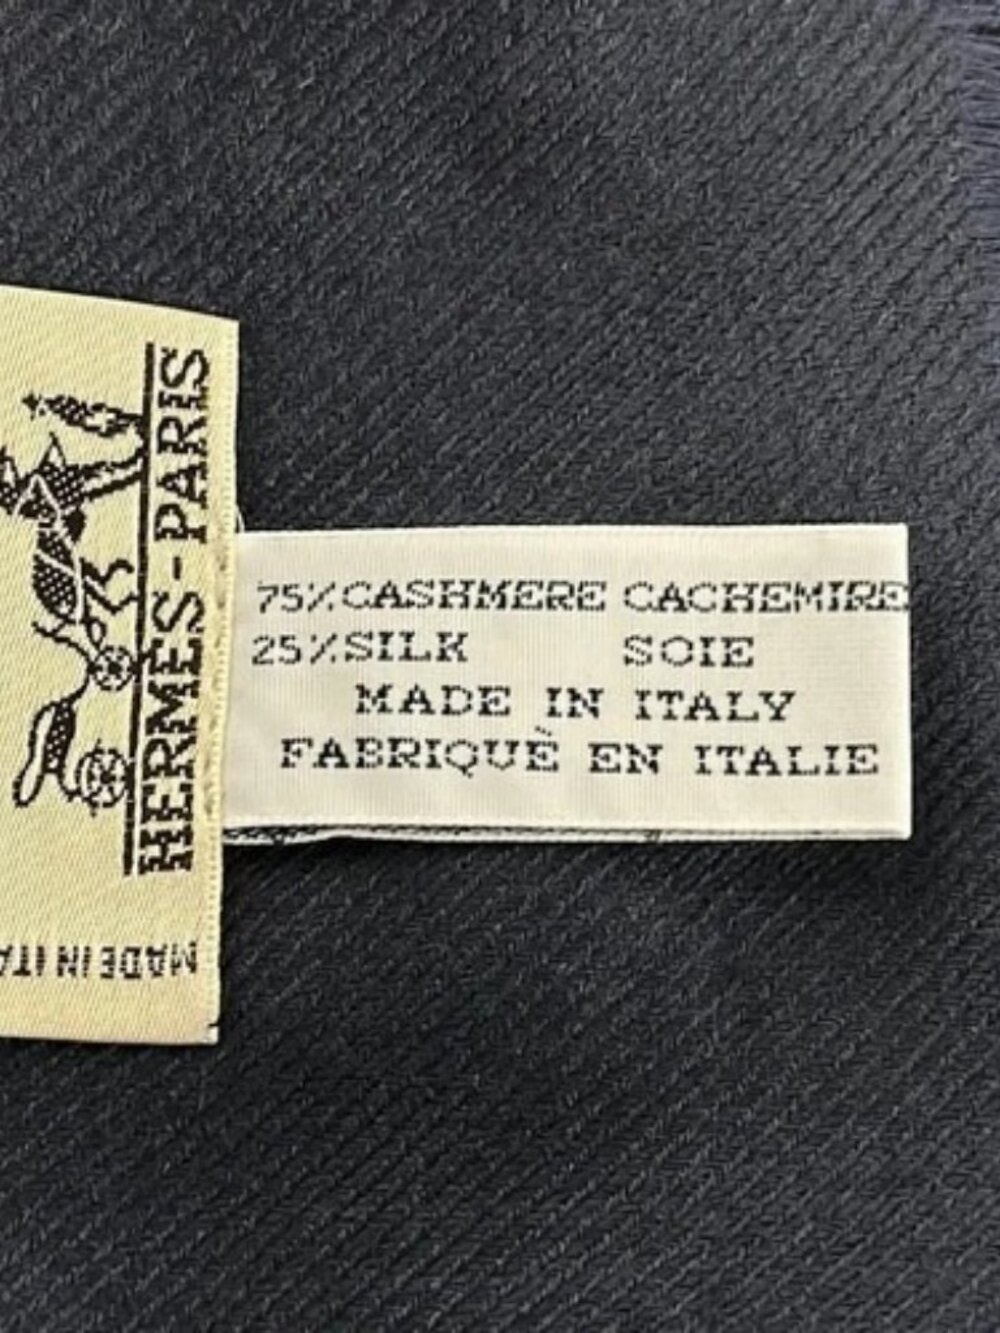 HERMES-PARIS
MADE IN ITA
75%CASHMERE CACHEMIRE
25%SILK SOIE
MADE IN ITALY
FABRIQUÈ EN ITALIE